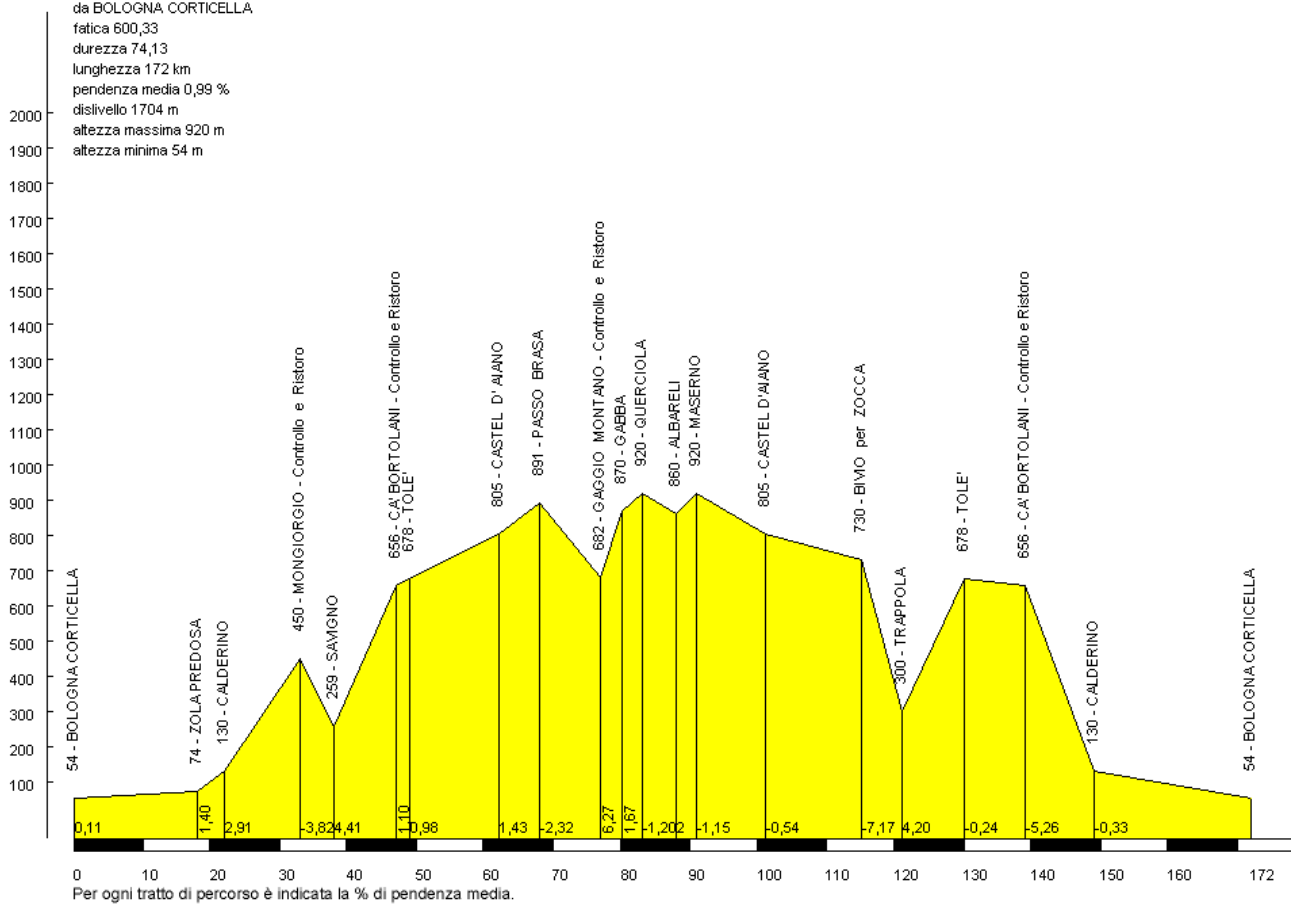 da BOLOGNA CORTICELLA
fatica 600,33
durezza 74,13
lunghezza 172 km
pendenza media 0,99 %
dislivello 1704 m
altezza massima 920 m
altezza minima 54 m
2000
1900
1800
1700
1600
1500
1400
1300
1200
1100
1000
900
800
700
600
500
400
300
200
100
54 - BOLOGNA CORTICELLA
74 - ZOLA PREDOSA
130 - CALDERINO
450 - MONGIORGIO - Controllo e Ristoro
259 - SAVIGNO
656 - CA' BORTOLANI - Controllo e Ristoro
678 - TOLE'
805 - CASTEL D' AIANO
891 - PASSO BRASA
682 - GAGGIO MONTANO - Controllo e Ristoro
870 - GABBA
920 - QUERCIOLA
860 - ALBARELI
920 - MASERNO
805 - CASTEL D'AIANO
730 - BIVIO per ZOCCA
300 - TRAPPOLA
678 - TOLE'
656 - CA' BORTOLANI - Controllo e Ristoro
130 - CALDERINO
54 - BOLOGNA CORTICELLA
0,11
1,40
2,91
-3,82
4,41
1,10
0,98
1,43
-2,32
6,27
1,67
-1,20
2
-1,15
-0,54
-7,17
4,20
-0,24
-5,26
-0,33
0 10 20 30 40 50 60 70 80 90 100 110 120 130 140 150 160 172
Per ogni tratto di percorso è indicata la % di pendenza media.